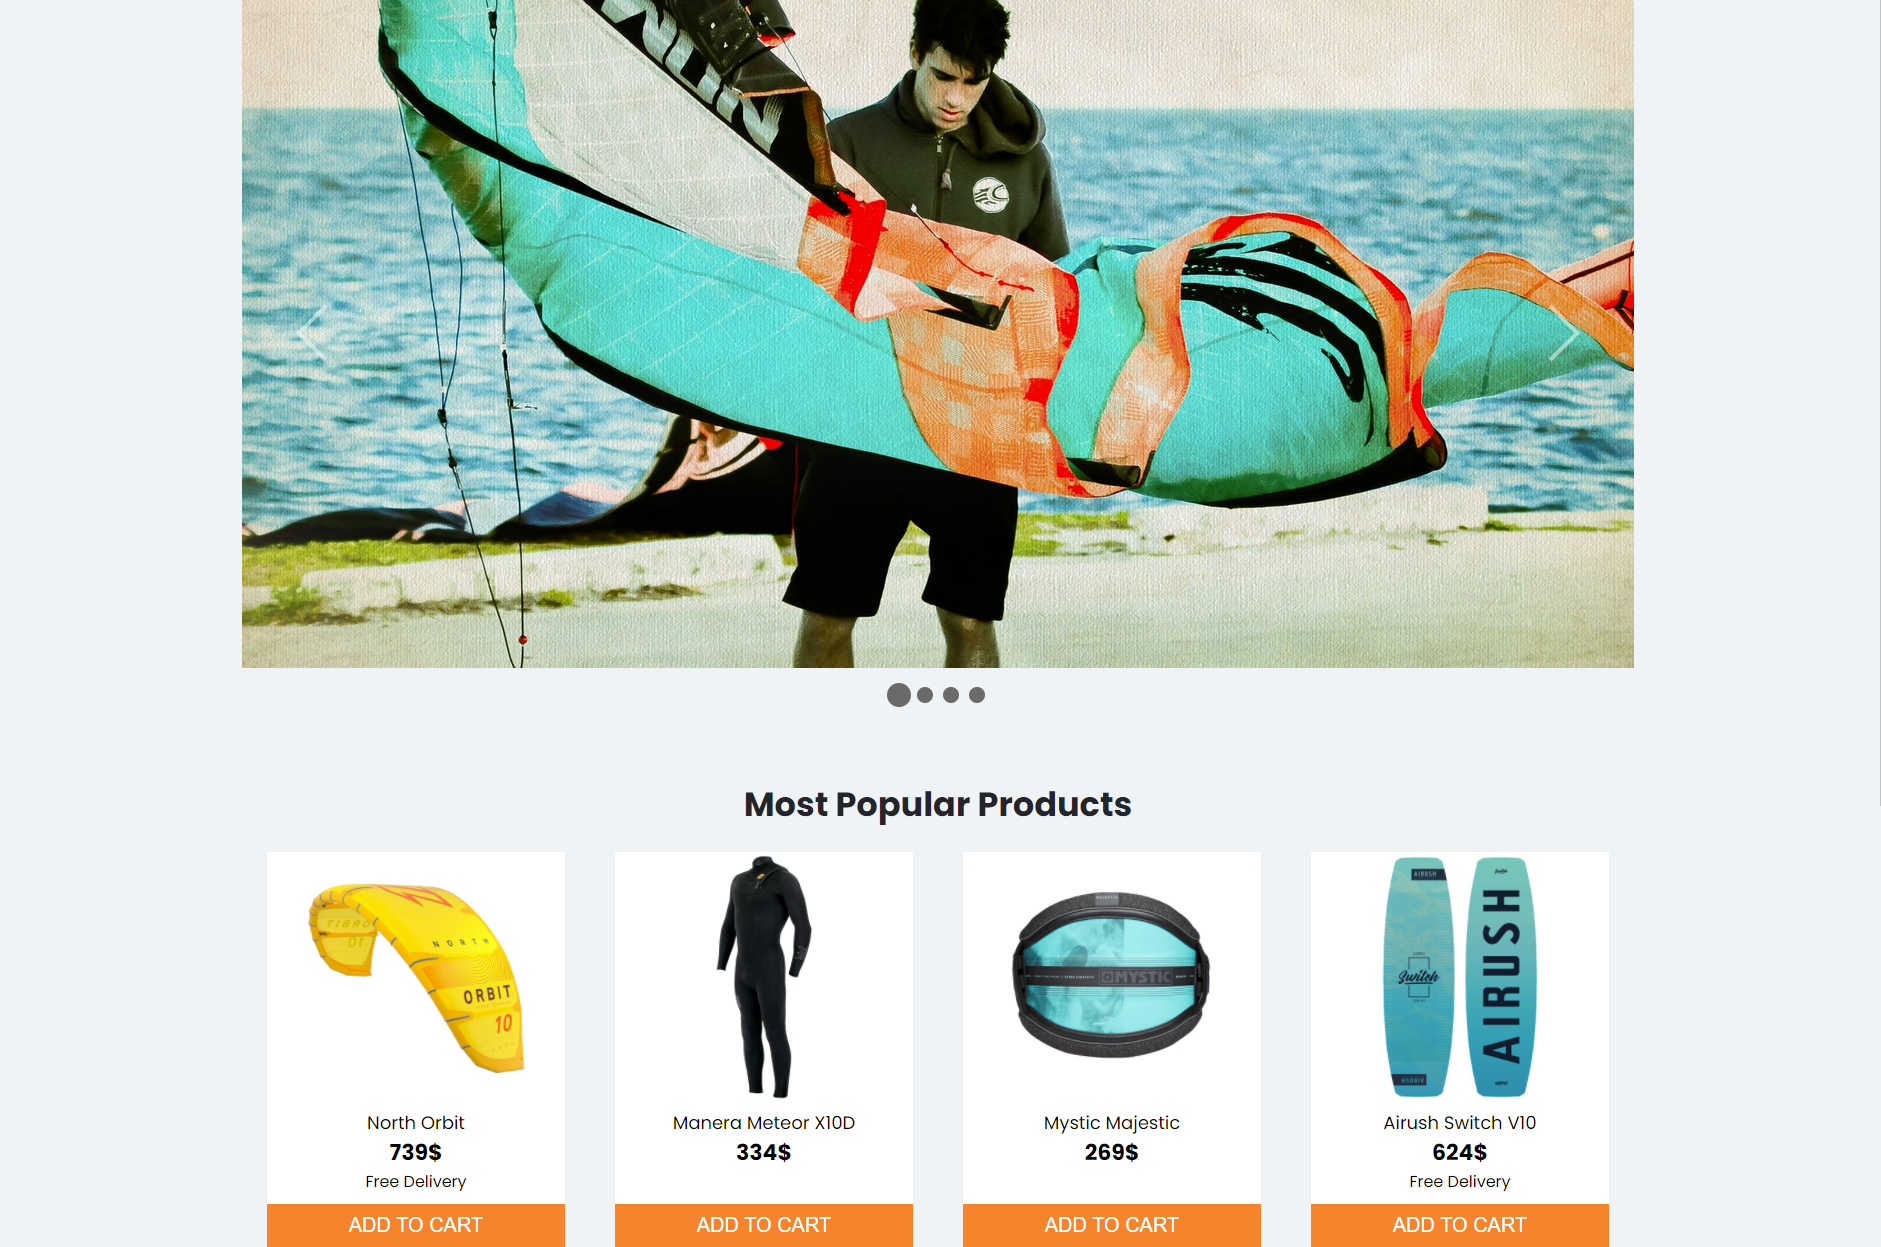 Most Popular Products
NORTH
ORBIT
10
MYSTIC
AIRUSH
Switch
AIRUSH
North Orbit
739$
Free Delivery
ADD TO CART
Manera Meteor X10D
334$
ADD TO CART
Mystic Majestic
269$
ADD TO CART
Airush Switch V10
624$
Free Delivery
ADD TO CART